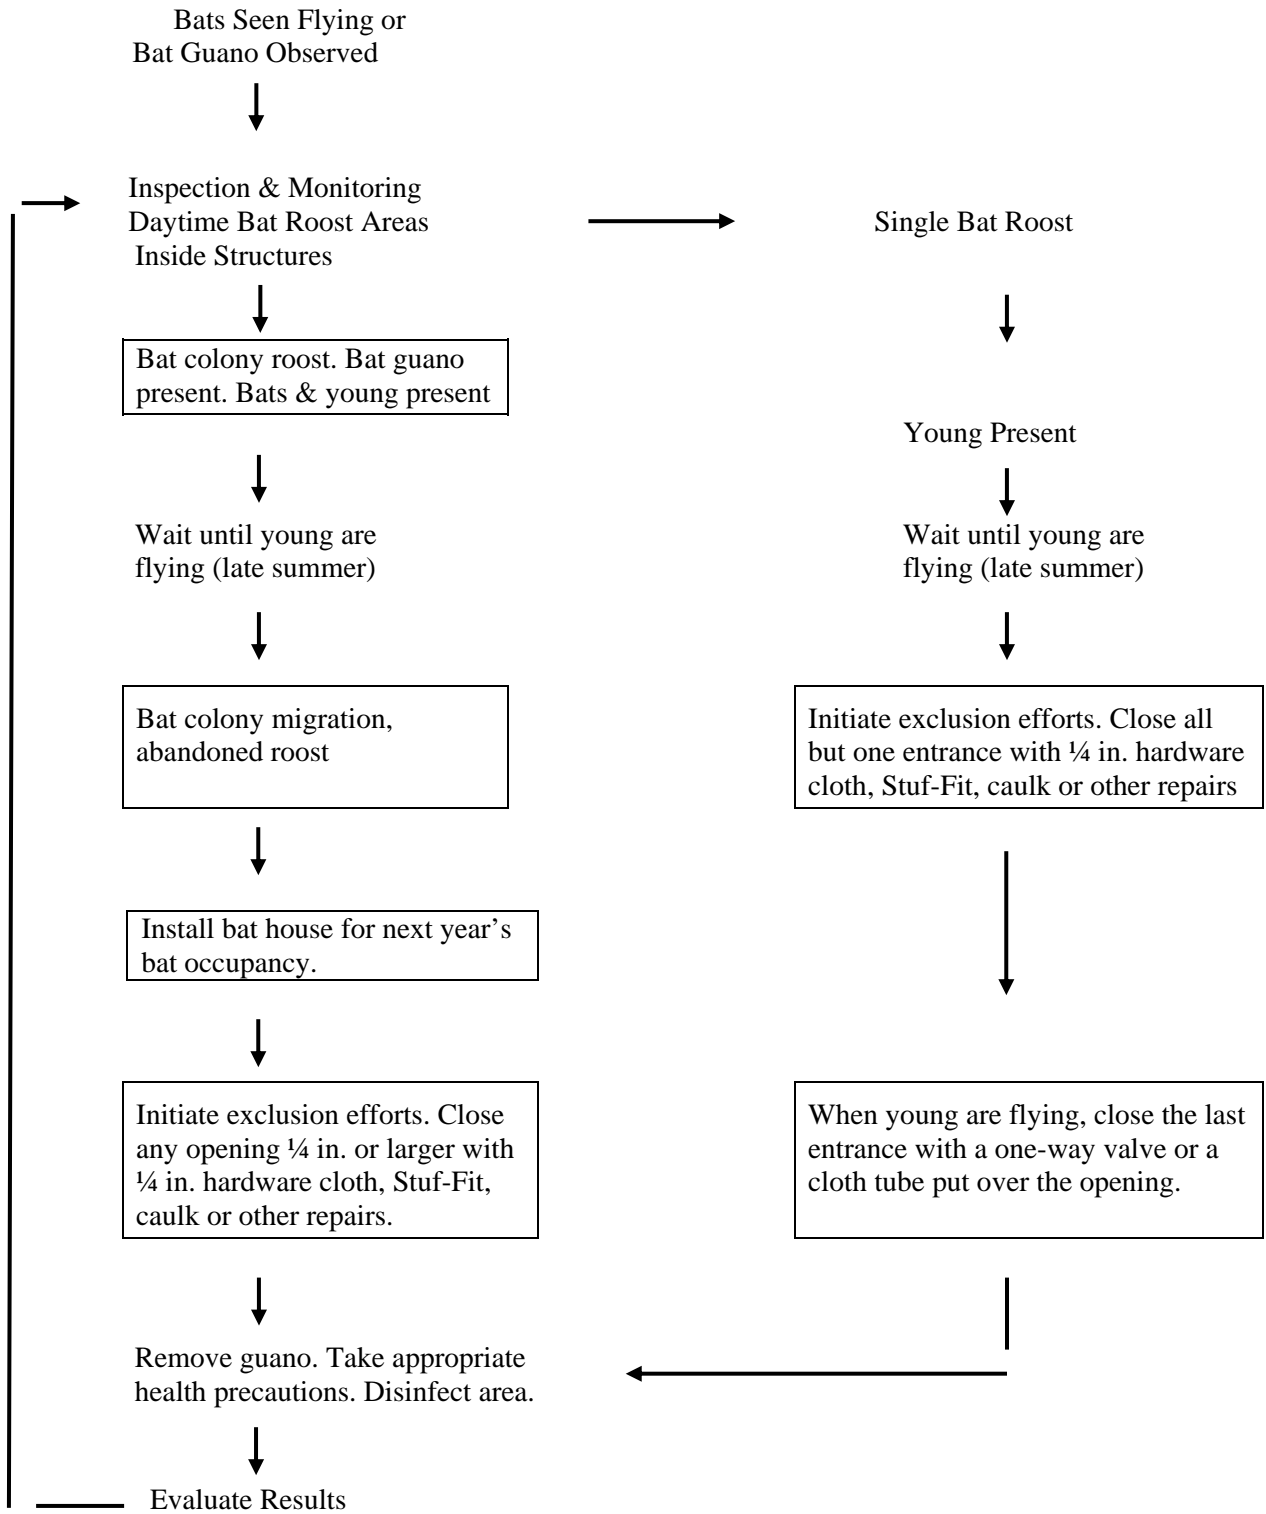 Bats Seen Flying or
Bat Guano Observed
Inspection & Monitoring
Daytime Bat Roost Areas
Inside Structures
Single Bat Roost
Bat colony roost. Bat guano
present. Bats & young present
Young Present
Wait until young are
flying (late summer)
Wait until young are
flying (late summer)
Bat colony migration,
abandoned roost
Initiate exclusion efforts. Close all
but one entrance with ¼ in. hardware
cloth, Stuf-Fit, caulk or other repairs
Install bat house for next year’s
bat occupancy.
Initiate exclusion efforts. Close
any opening ¼ in. or larger with
¼ in. hardware cloth, Stuf-Fit,
caulk or other repairs.
When young are flying, close the last
entrance with a one-way valve or a
cloth tube put over the opening.
Remove guano. Take appropriate
health precautions. Disinfect area.
Evaluate Results